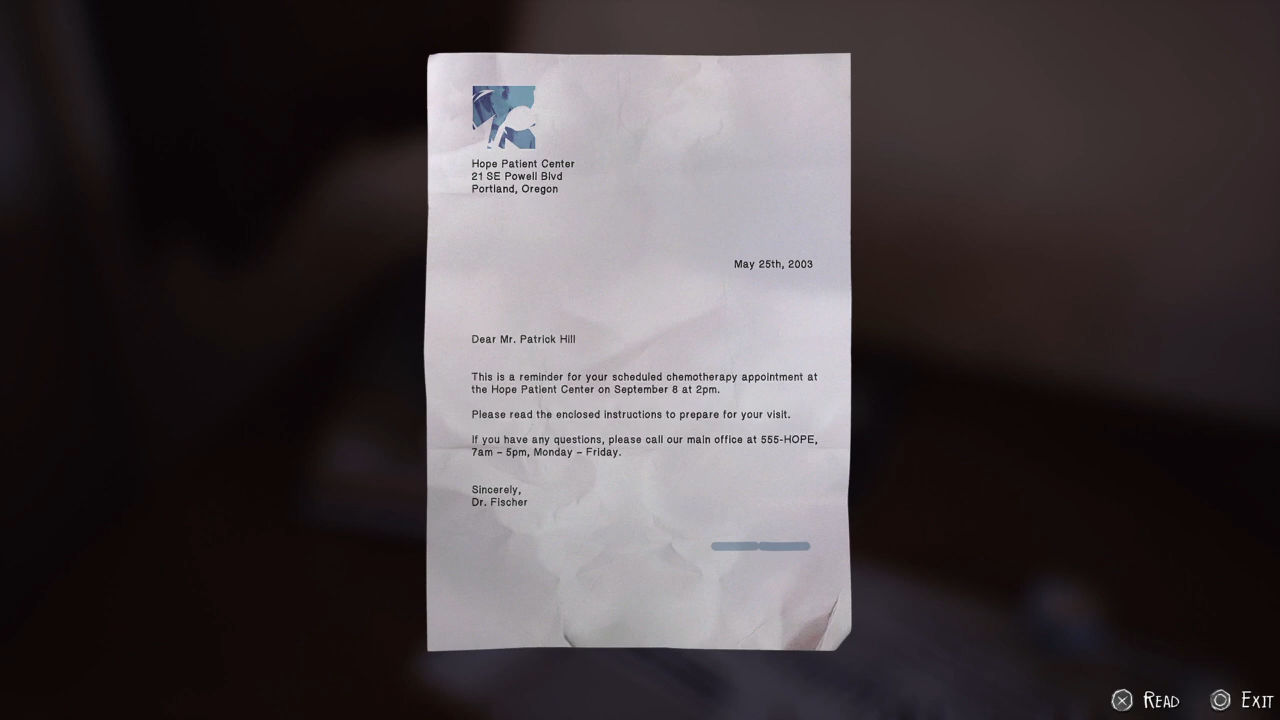 Hope Patient Center
21 SE Powell Blvd
Portland, Oregon
May 25th, 2003
Dear Mr. Patrick Hill
This is a reminder for your scheduled chemotherapy appointment at
the Hope Patient Center on September 8 at 2pm.
Please read the enclosed instructions to prepare for your visit.
If you have any questions, please call our main office at 555-HOPE,
7am – 5pm, Monday – Friday.
Sincerely,
Dr. Fischer
READ
EXIT